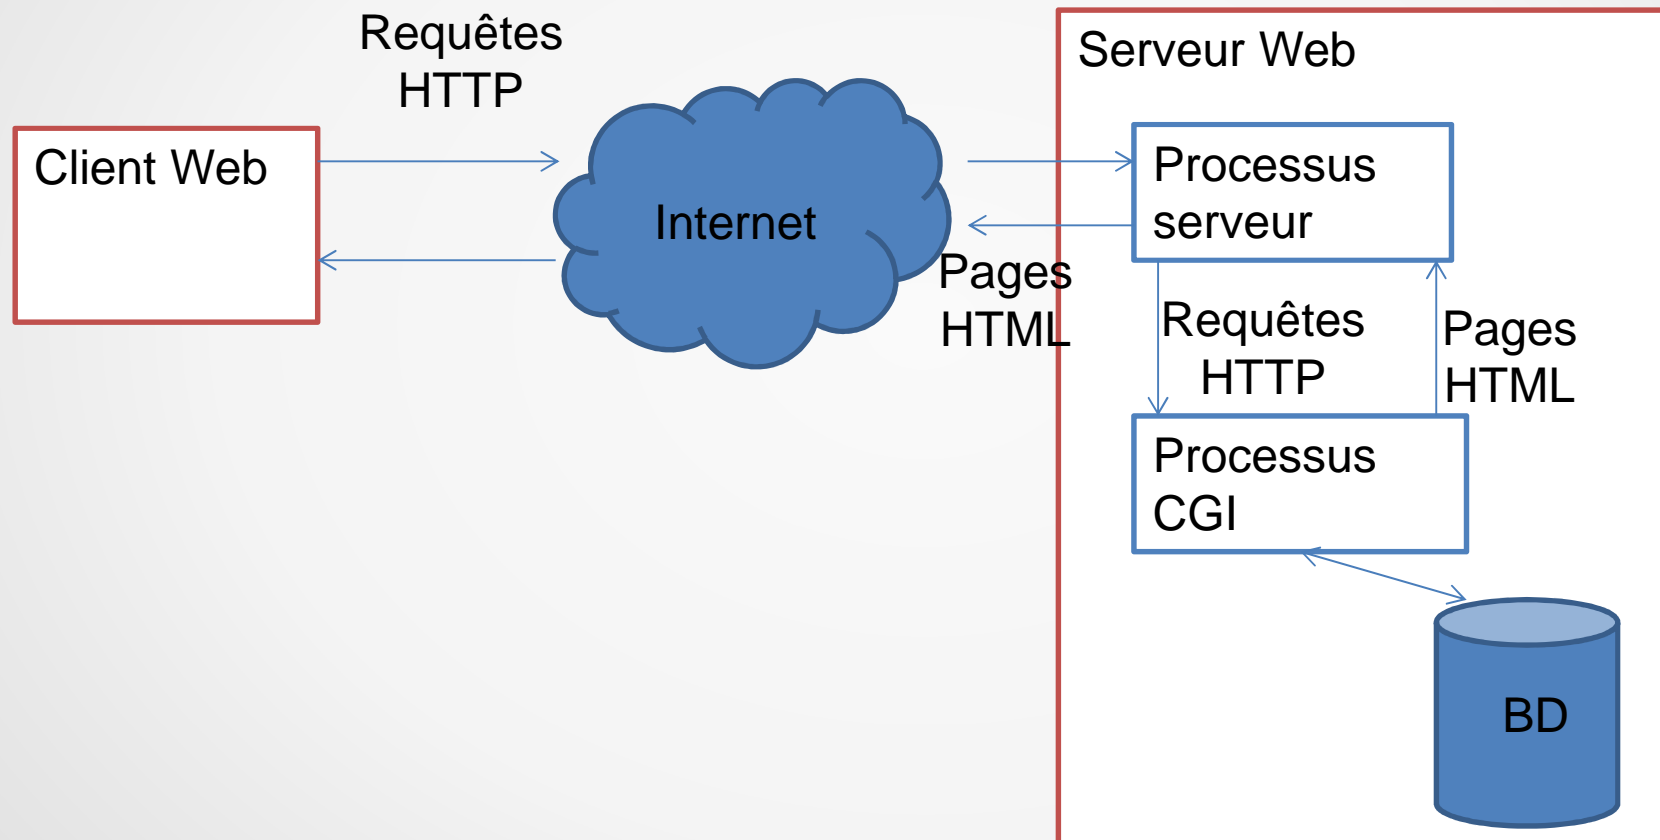 Requêtes
HTTP
Serveur Web
Client Web
Internet
Processus
serveur
Pages
HTML
Requêtes
HTTP
Pages
HTML
Processus
CGI
BD